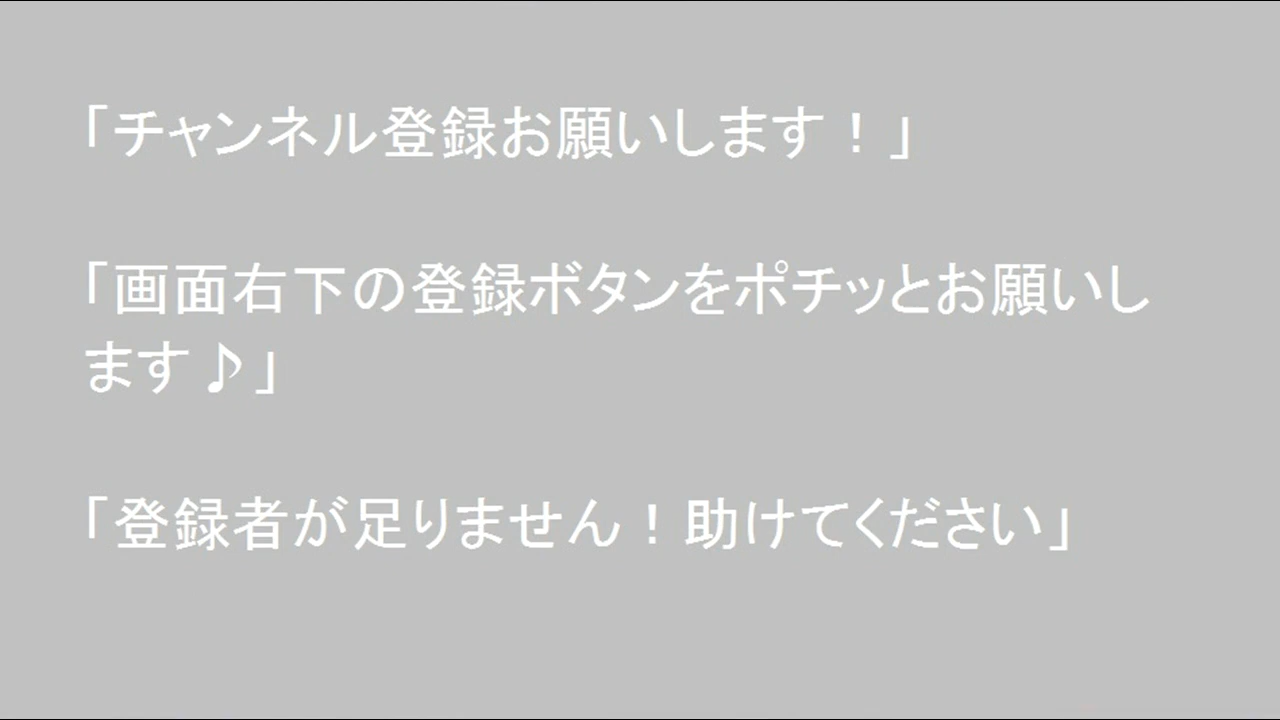 「チャンネル登録お願いします！」
「画面右下の登録ボタンをポチッとお願いし
ます♪」
「登録者が足りません！助けてください」